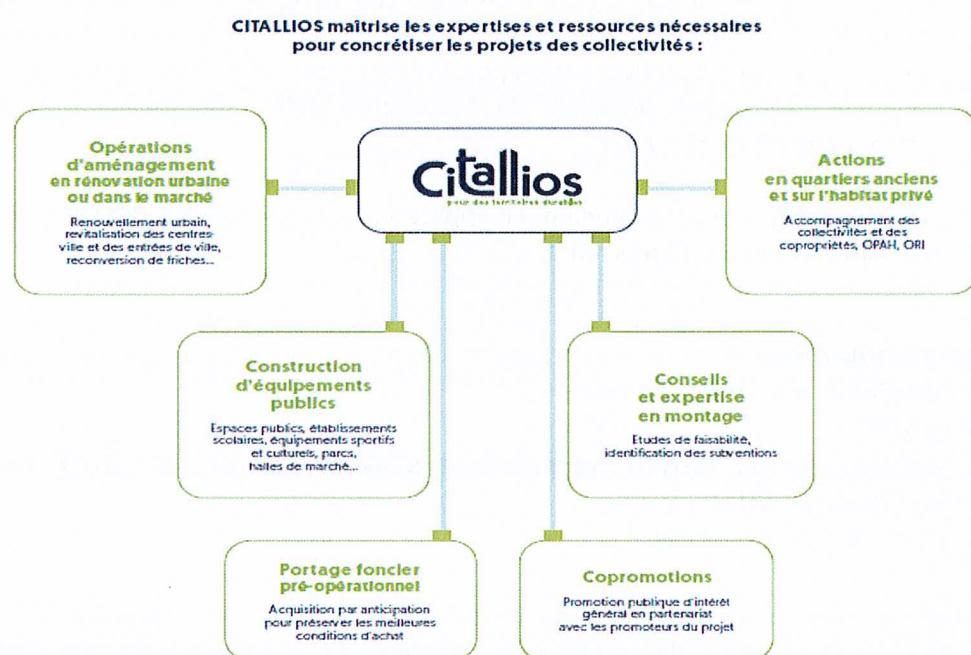 CITALLIOS maîtrise les expertises et ressources nécessaires
pour concrétiser les projets des collectivités :
Opérations
d'aménagement
en rénovation urbaine
ou dans le marché
Renouvellement urbain,
revitalisation des centres-
ville et des entrées de ville,
reconversion de friches...
Citallios
pour des territoires durables
Actions
en quartiers anciens
et sur l'habitat privé
Accompagnement des
collectivités et des
copropriétés, OPAH, ORI
Construction
d'équipements
publics
Espaces publics, établissements
scolaires, équipements sportifs
et culturels, parcs,
halles de marché...
Conseils
et expertise
en montage
Etudes de faisabilité,
identification des subventions
Portage foncier
pré-opérationnel
Acquisition par anticipation
pour préserver les meilleures
conditions d'achat
Copromotions
Promotion publique d'intérêt
général en partenariat
avec les promoteurs du projet